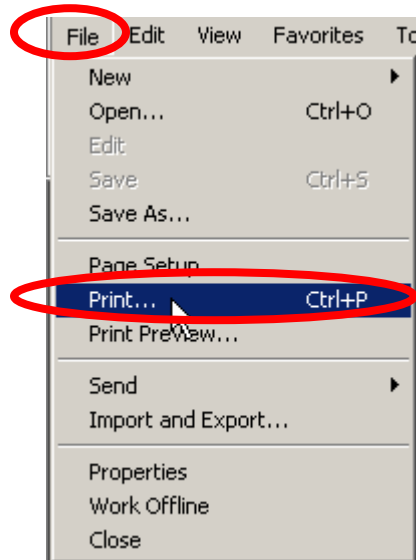 File Edit View Favorites To
New
Open... Ctrl+O
Edit
Save Ctrl+S
Save As...
Page Setup
Print... Ctrl+P
Print Preview...
Send
Import and Export...
Properties
Work Offline
Close